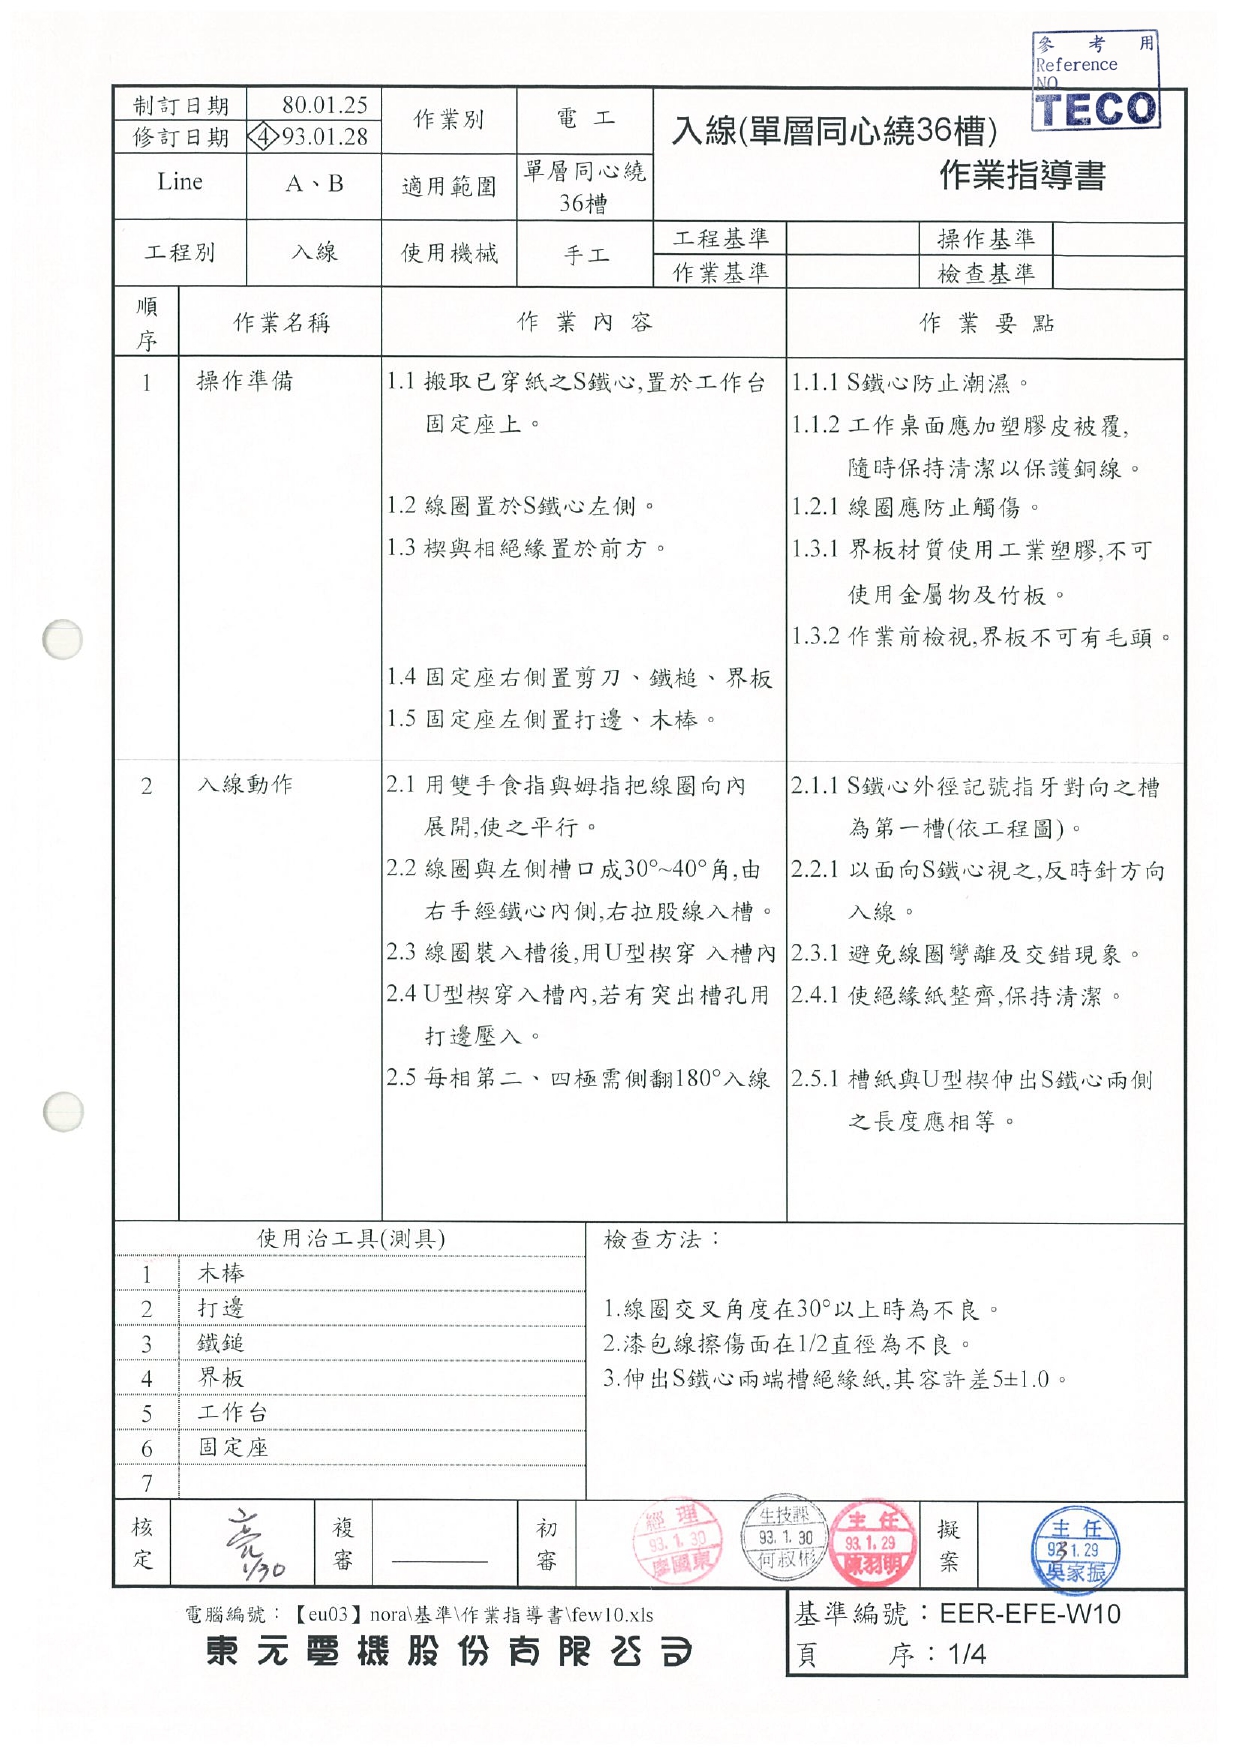 參考用
Reference
NO
TECO
制訂日期 80.01.25 作業別 電工
入線(單層同心繞36槽)
作業指導書
修訂日期 ④93.01.28
Line A、B 適用範圍 單層同心繞
36槽
工程別 入線 使用機械 手工
工程基準 操作基準
作業基準 檢查基準
順序 作業名稱 作業內容 作業要點
1 操作準備
1.1 搬取已穿紙之S鐵心,置於工作台
固定座上。
1.2 線圈置於S鐵心左側。
1.3 楔與相絕緣置於前方。
1.4 固定座右側置剪刀、鐵槌、界板
1.5 固定座左側置打邊、木棒。
1.1.1 S鐵心防止潮濕。
1.1.2 工作桌面應加塑膠皮被覆,
隨時保持清潔以保護銅線。
1.2.1 線圈應防止觸傷。
1.3.1 界板材質使用工業塑膠,不可
使用金屬物及竹板。
1.3.2 作業前檢視,界板不可有毛頭。
2 入線動作
2.1 用雙手食指與姆指把線圈向內
展開,使之平行。
2.2 線圈與左側槽口成30°~40°角,由
右手經鐵心內側,右拉股線入槽。
2.3 線圈裝入槽後,用U型楔穿 入槽內
2.4 U型楔穿入槽內,若有突出槽孔用
打邊壓入。
2.5 每相第二、四極需側翻180°入線
2.1.1 S鐵心外徑記號指牙對向之槽
為第一槽(依工程圖)。
2.2.1 以面向S鐵心視之,反時針方向
入線。
2.3.1 避免線圈彎離及交錯現象。
2.4.1 使絕緣紙整齊,保持清潔。
2.5.1 槽紙與U型楔伸出S鐵心兩側
之長度應相等。
使用治工具(測具)
1 木棒
2 打邊
3 鐵鎚
4 界板
5 工作台
6 固定座
7
檢查方法：
1.線圈交叉角度在30°以上時為不良。
2.漆包線擦傷面在1/2直徑為不良。
3.伸出S鐵心兩端槽絕緣紙,其容許差5±1.0。
核定 1/30 複審 初審
經理
93.1.30
廖國東
生技課
93.1.30
何淑彬
主任
93.1.29
陳羽明
擬案
主任
93.1.29
吳家振
電腦編號：【eu03】nora\基準\作業指導書\few10.xls
東元電機股份有限公司
基準編號：EER-EFE-W10
頁 序：1/4